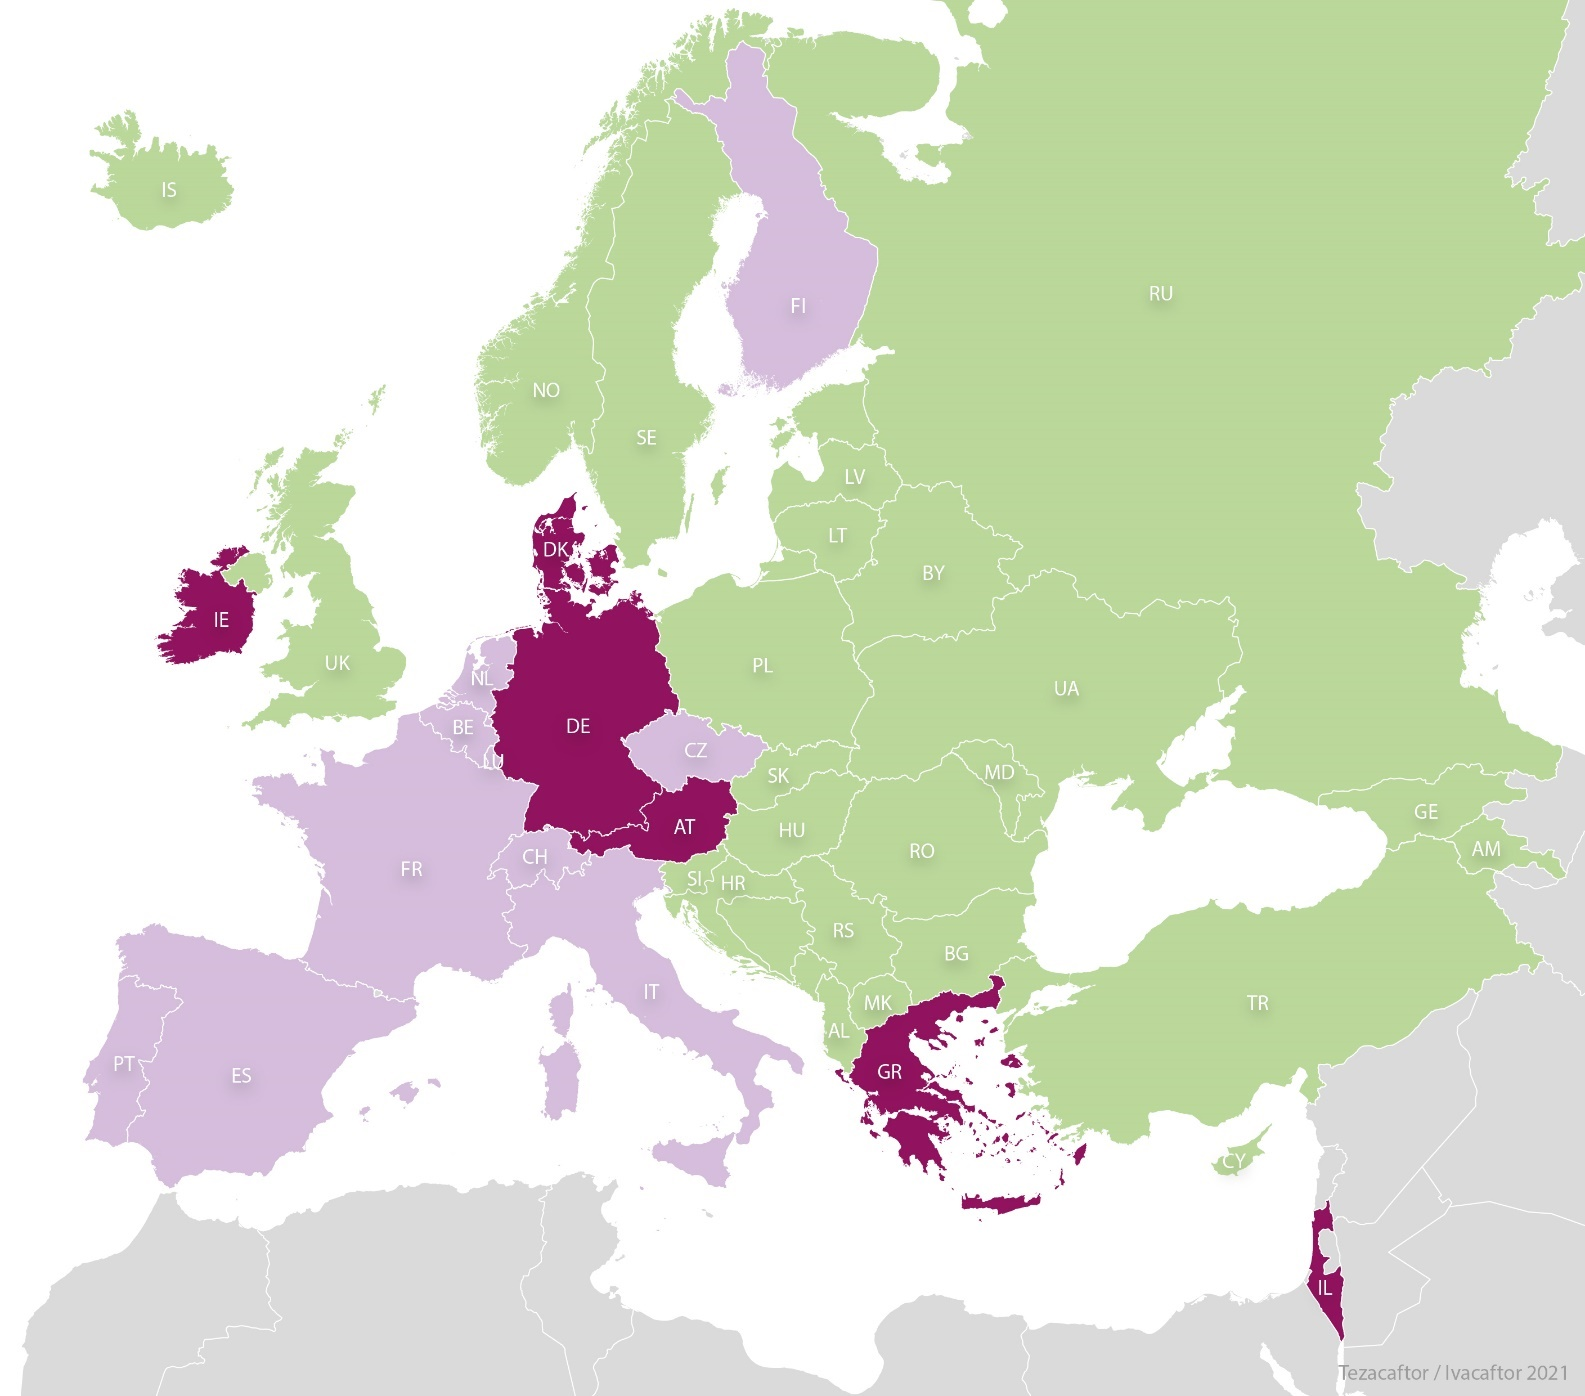 IS
RU
FI
NO
SE
LV
LT
DK
BY
IE
UK
PL
NL
UA
DE
BE
CZ
LU
SK
MD
GE
AT
HU
RO
AM
CH
FR
SI
HR
RS
BG
IT
MK
TR
AL
PT
ES
GR
CY
IL
Tezacaftor / Ivacaftor 2021